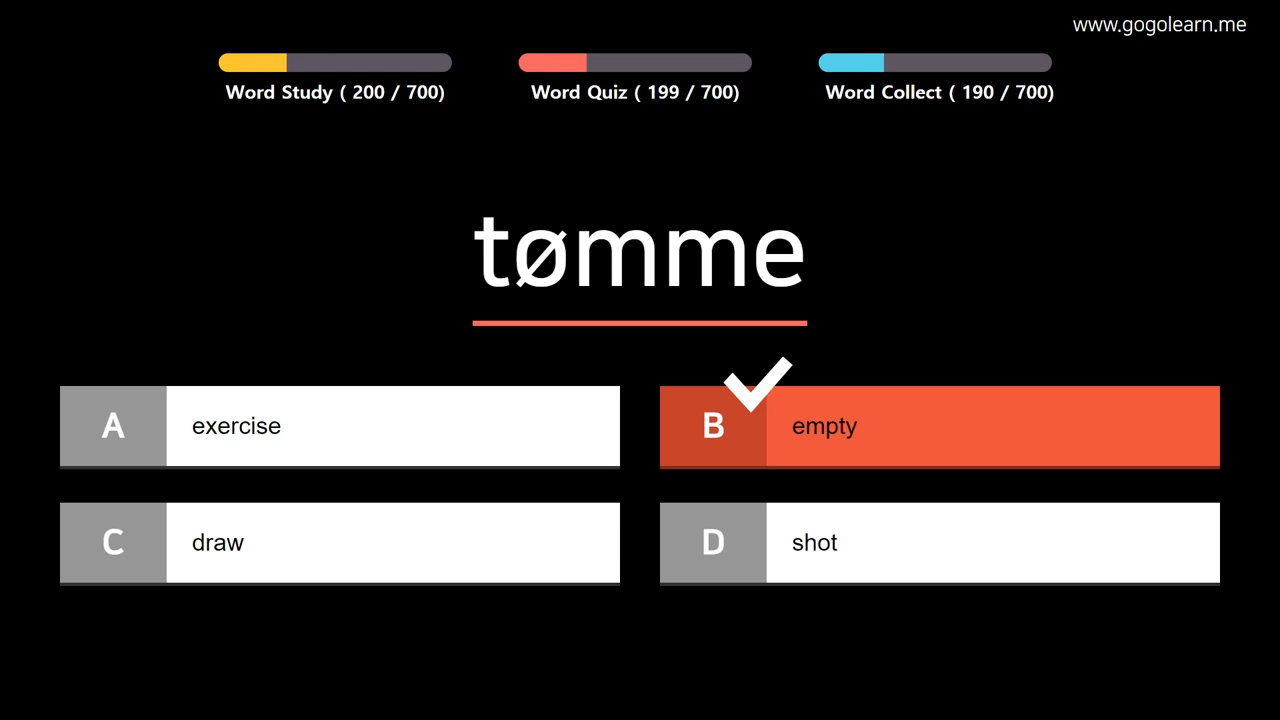 www.gogolearn.me
Word Study ( 200 / 700)
Word Quiz ( 199 / 700)
Word Collect ( 190 / 700)
tømme
A exercise
B empty
C draw
D shot